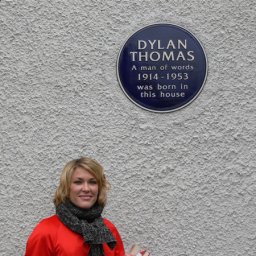 DYLAN
THOMAS
A man of words
1914 - 1953
was born in
this house